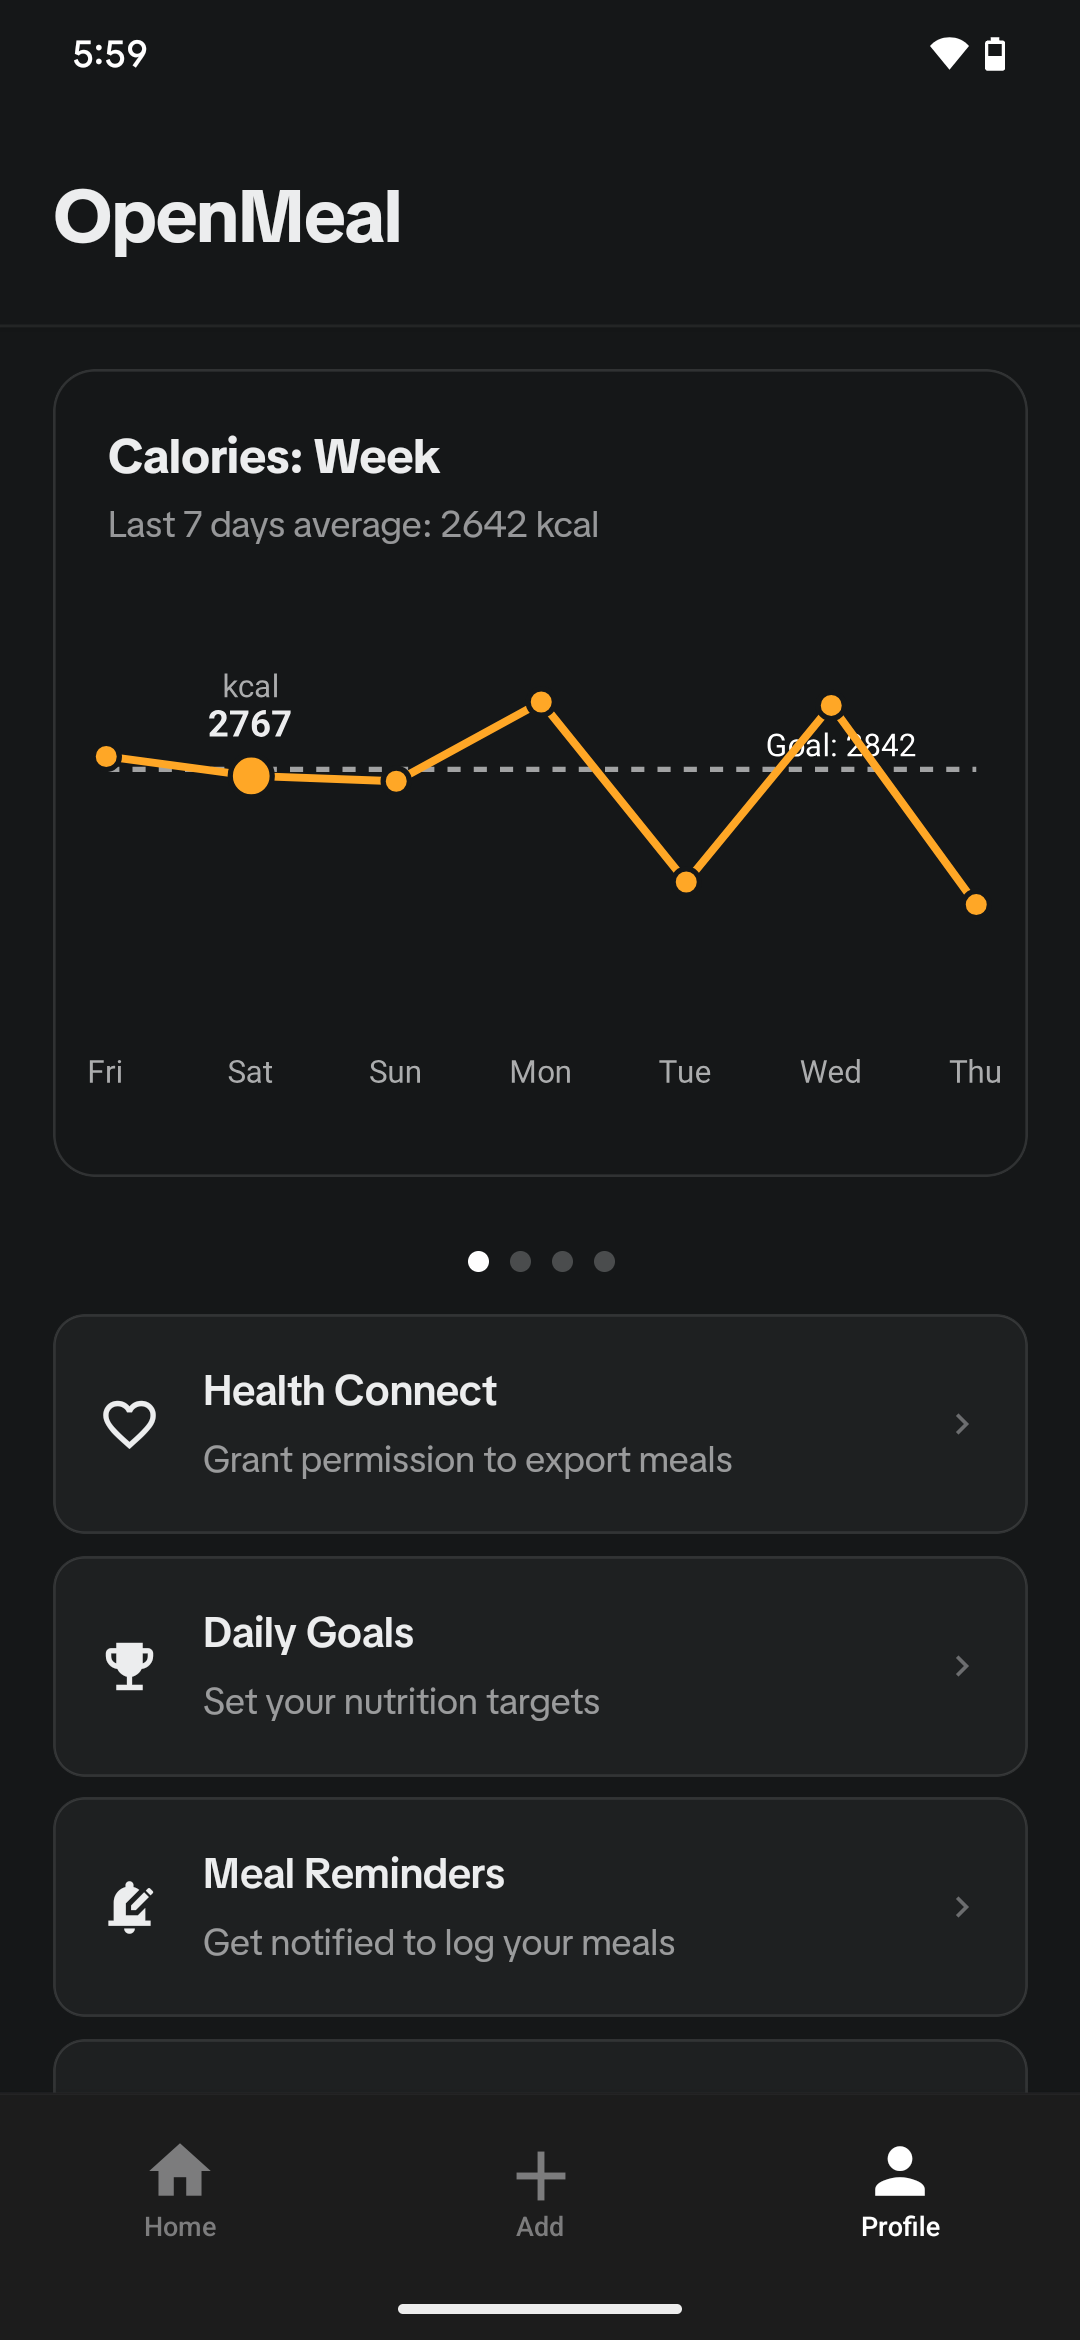 5:59
OpenMeal
Calories: Week
Last 7 days average: 2642 kcal
kcal
2767
Goal: 2842
Fri Sat Sun Mon Tue Wed Thu
Health Connect
Grant permission to export meals
Daily Goals
Set your nutrition targets
Meal Reminders
Get notified to log your meals
Home Add Profile